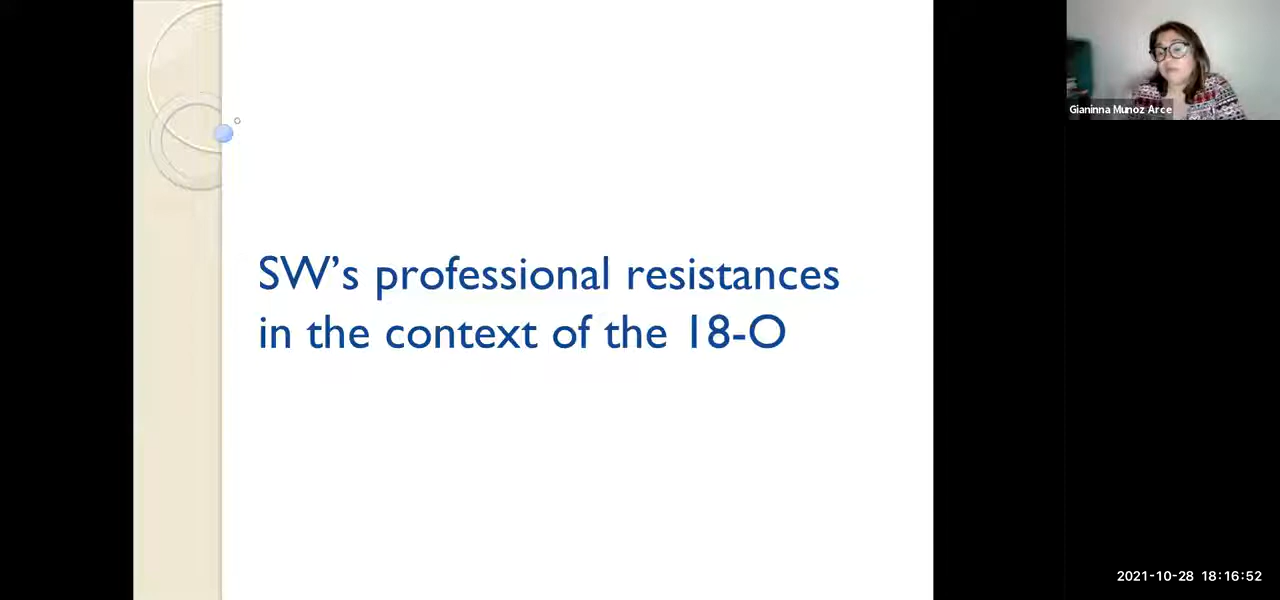 SW’s professional resistances
in the context of the 18-O
Gianinna Munoz Arce
2021-10-28 18:16:52